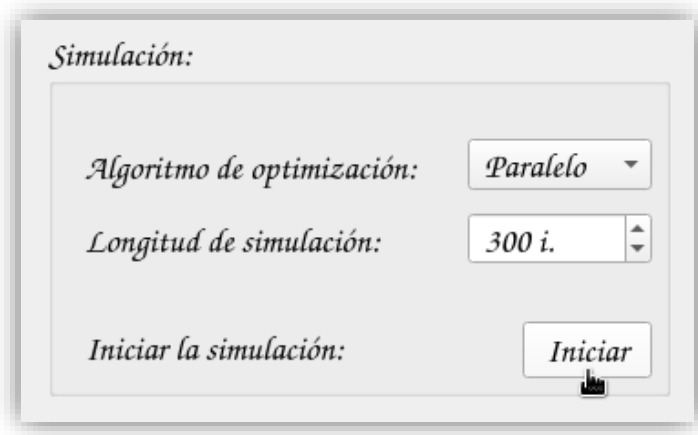 Simulación:
Algoritmo de optimización: Paralelo
Longitud de simulación: 300 i.
Iniciar la simulación: Iniciar